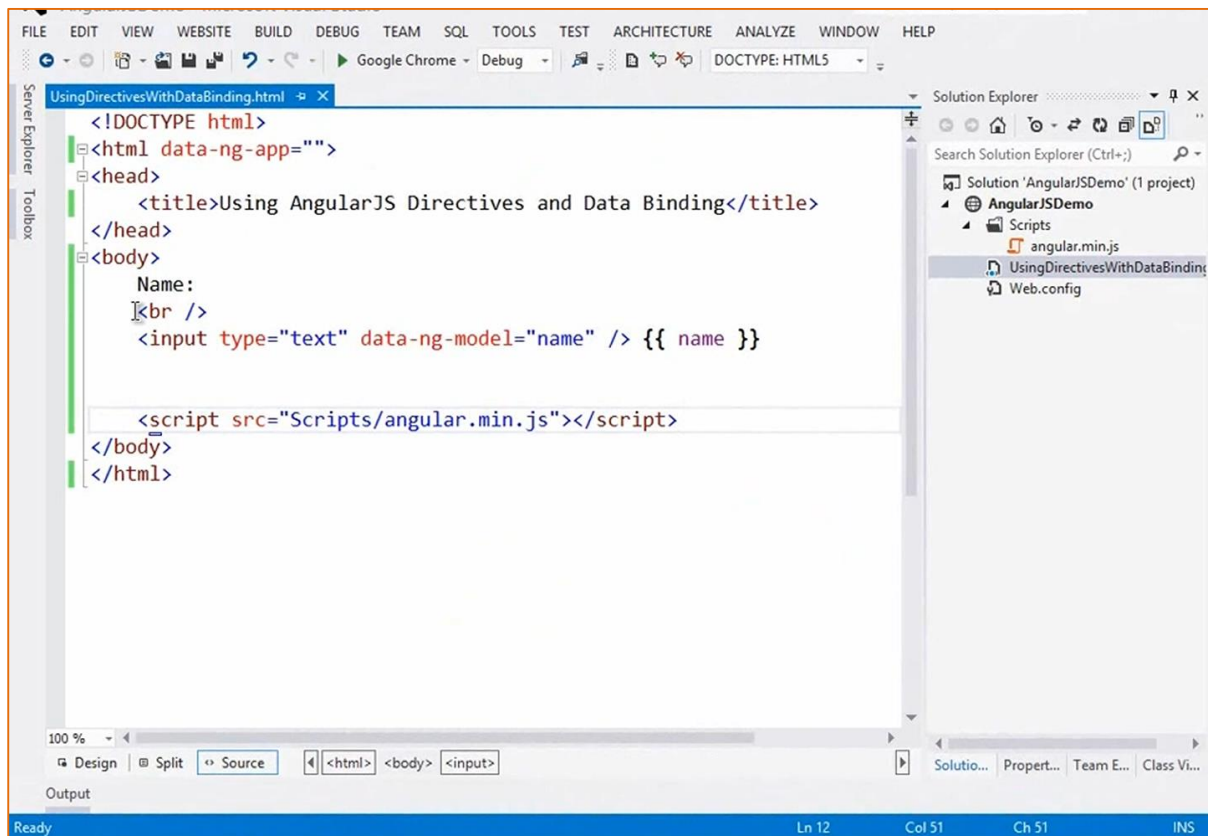 FILE EDIT VIEW WEBSITE BUILD DEBUG TEAM SQL TOOLS TEST ARCHITECTURE ANALYZE WINDOW HELP
Google Chrome Debug DOCTYPE: HTML5
Server Explorer
Toolbox
UsingDirectivesWithDataBinding.html
<!DOCTYPE html>
<html data-ng-app="">
<head>
<title>Using AngularJS Directives and Data Binding</title>
</head>
<body>
Name:
<br />
<input type="text" data-ng-model="name" /> {{ name }}
<script src="Scripts/angular.min.js"></script>
</body>
</html>
100 %
Design Split Source <html> <body> <input>
Output
Solution Explorer
Search Solution Explorer (Ctrl+;)
Solution 'AngularJSDemo' (1 project)
AngularJSDemo
Scripts
angular.min.js
UsingDirectivesWithDataBinding
Web.config
Solutio... Propert... Team E... Class Vi...
Ready Ln 12 Col 51 Ch 51 INS